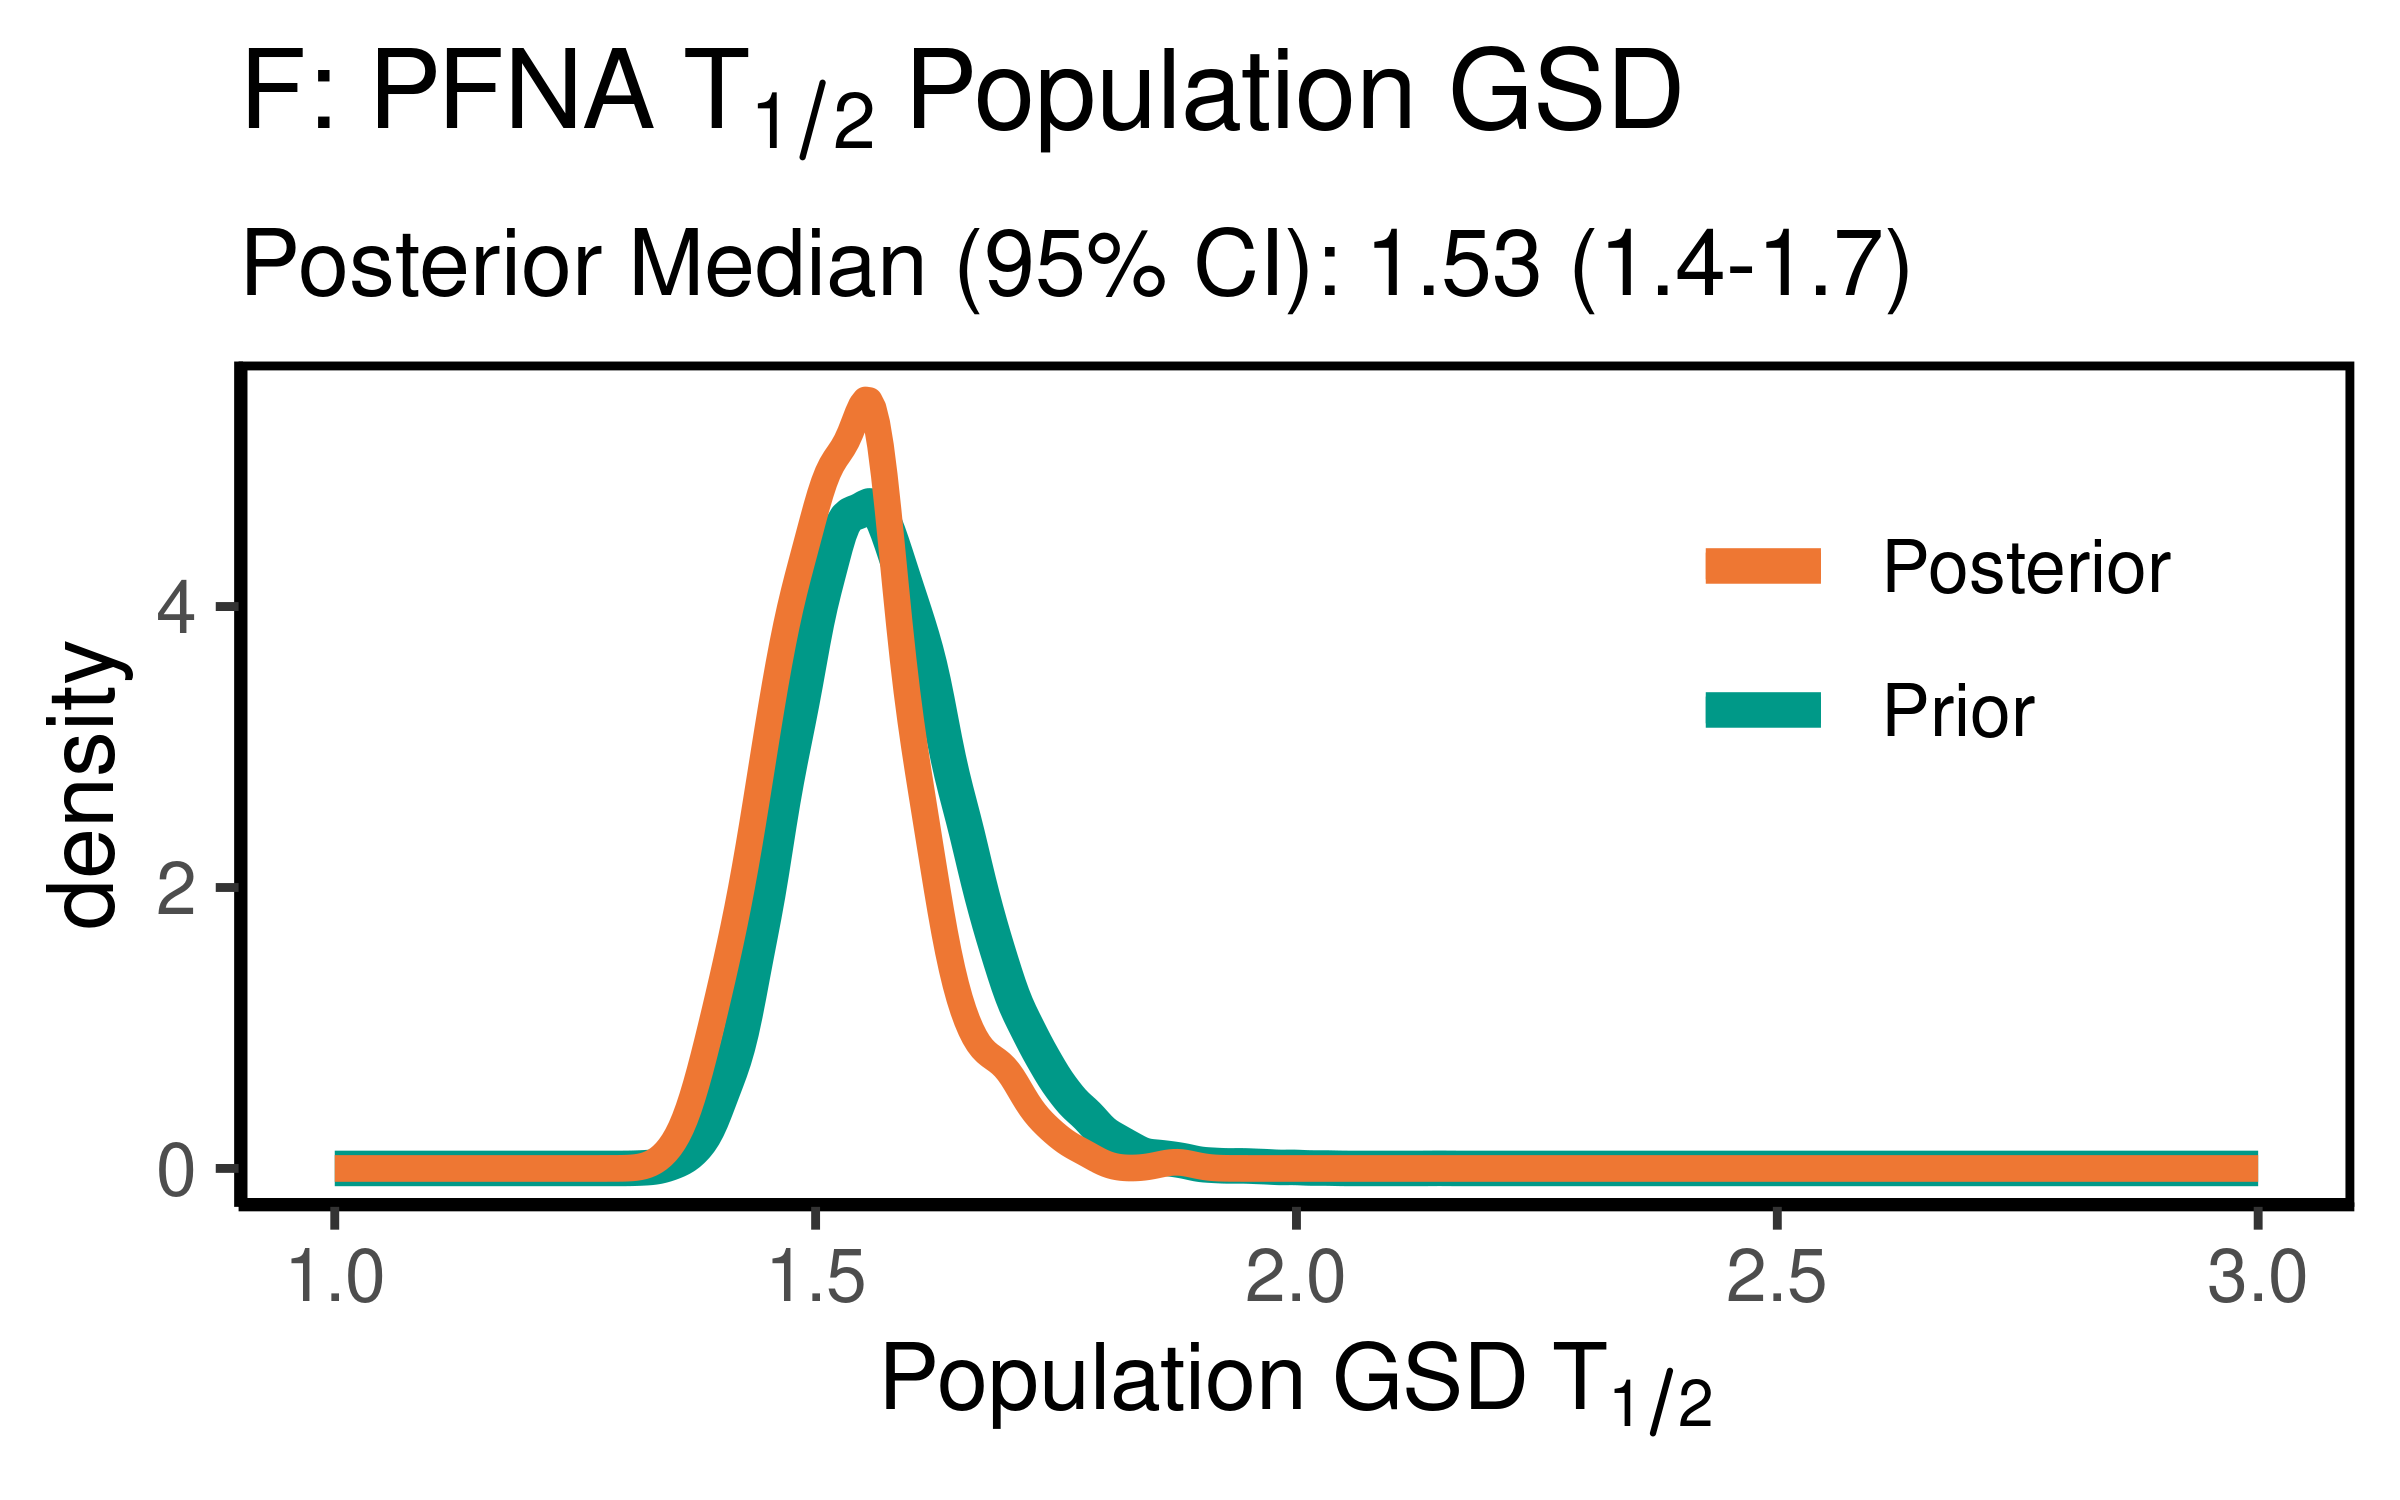 F: PFNA T1/2 Population GSD
Posterior Median (95% CI): 1.53 (1.4-1.7)
density
4
2
0
Posterior
Prior
1.0 1.5 2.0 2.5 3.0
Population GSD T1/2